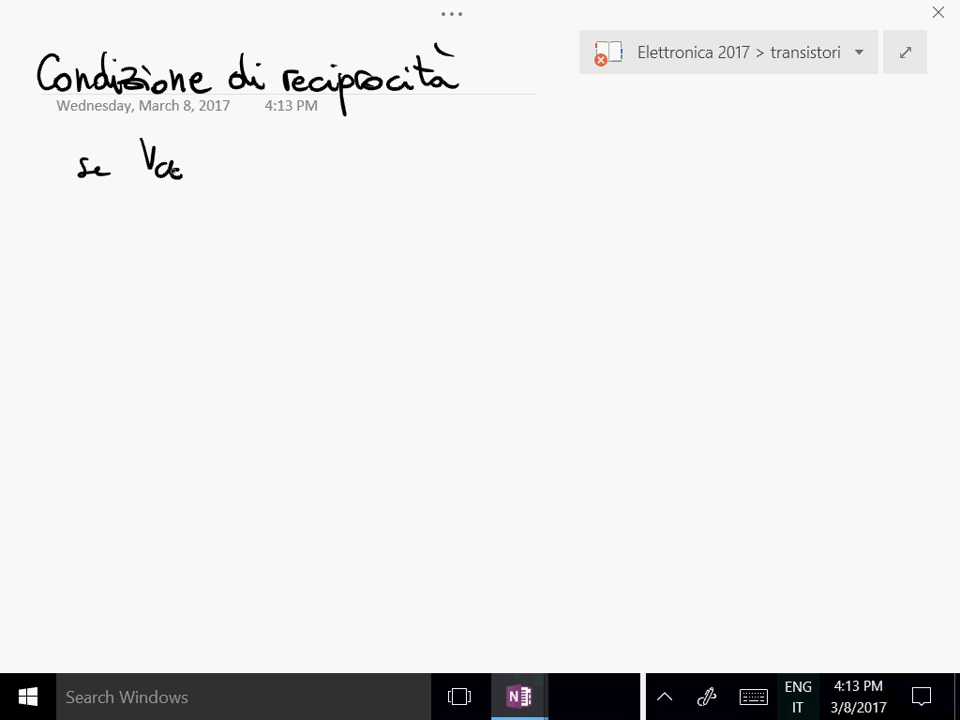 Elettronica 2017 > transistori
Condizione di reciprocità
Wednesday, March 8, 2017 4:13 PM
se Vce
Search Windows
N
ENG
IT
4:13 PM
3/8/2017